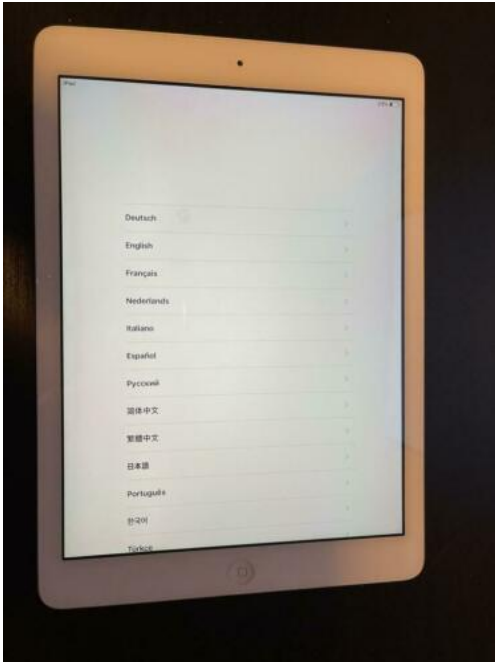 iPad
Deutsch
English
Français
Nederlands
Italiano
Español
Русский
简体中文
繁體中文
日本語
Português
한국어
Türkçe